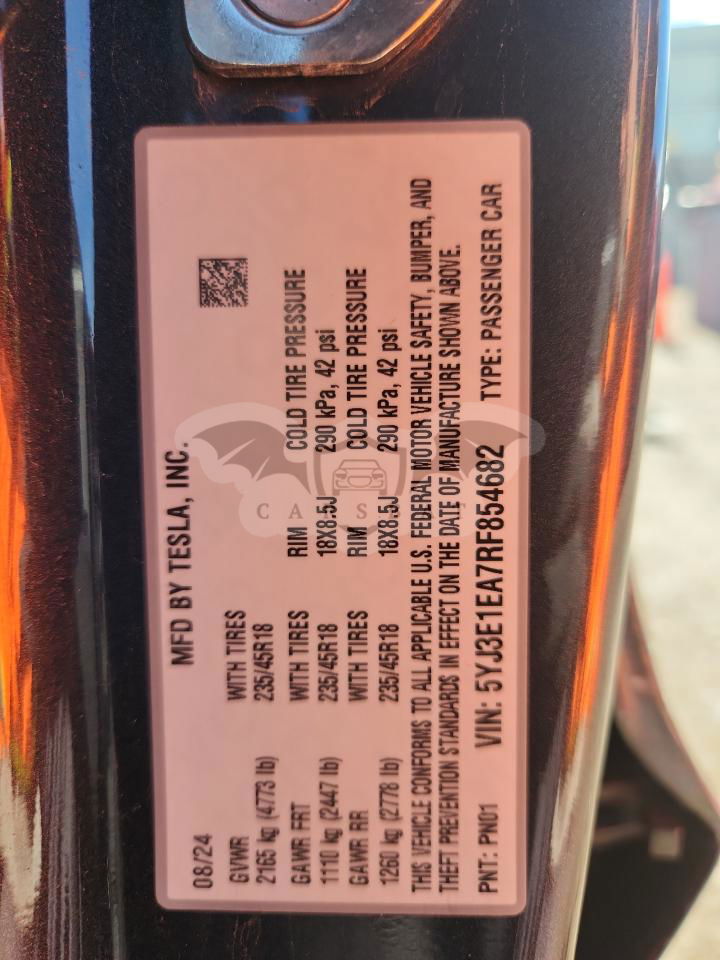 MFD BY TESLA, INC.
08/24
GVWR
2165 kg (4773 lb)
WITH TIRES
235/45R18
GAWR FRT
1110 kg (2447 lb)
WITH TIRES
235/45R18
RIM
18X8.5J
COLD TIRE PRESSURE
290 kPa, 42 psi
GAWR RR
1260 kg (2778 lb)
WITH TIRES
235/45R18
RIM
18X8.5J
COLD TIRE PRESSURE
290 kPa, 42 psi
THIS VEHICLE CONFORMS TO ALL APPLICABLE U.S. FEDERAL MOTOR VEHICLE SAFETY, BUMPER, AND
THEFT PREVENTION STANDARDS IN EFFECT ON THE DATE OF MANUFACTURE SHOWN ABOVE.
PNT: PN01 VIN: 5YJ3E1EA7RF854682 TYPE: PASSENGER CAR